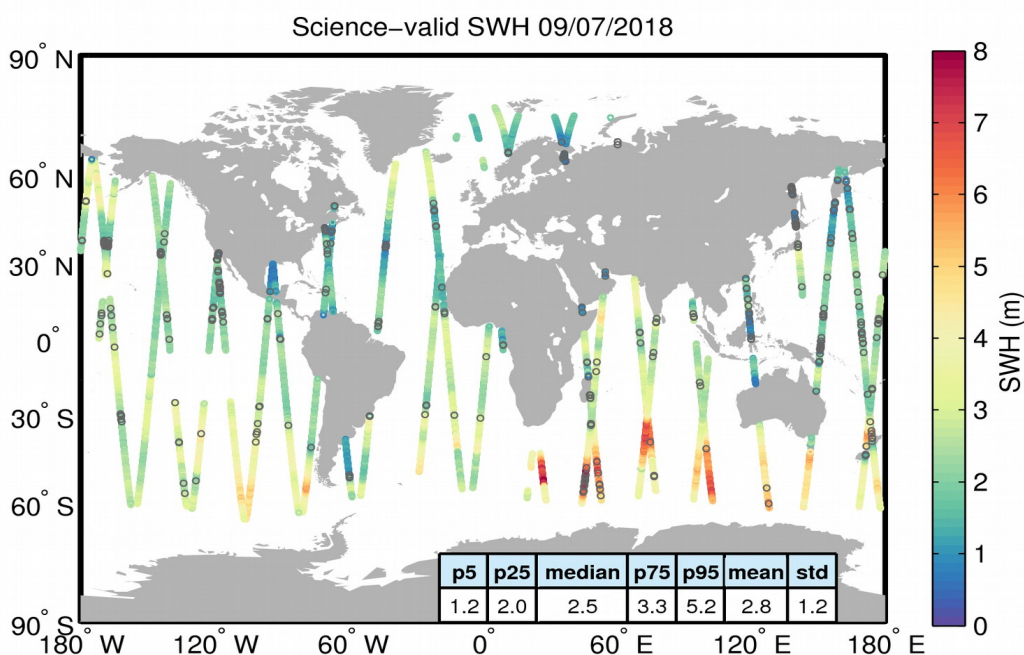 Science−valid SWH 09/07/2018
90° N
60° N
30° N
0°
30° S
60° S
90° S
180° W
120° W
60° W
0°
60° E
120° E
180° E
p5 p25 median p75 p95 mean std
1.2 2.0 2.5 3.3 5.2 2.8 1.2
8
7
6
5
4
3
2
1
0
SWH (m)